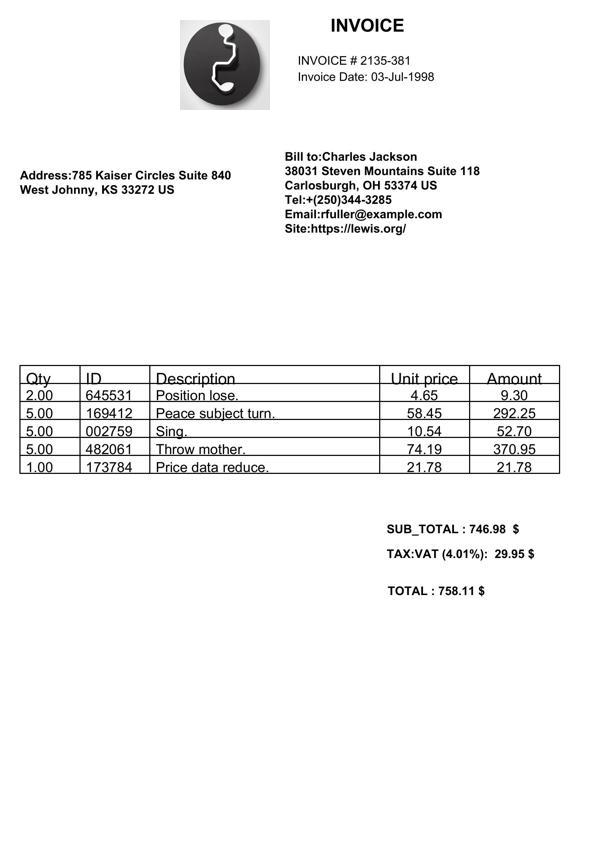 INVOICE
INVOICE # 2135-381
Invoice Date: 03-Jul-1998
Address:785 Kaiser Circles Suite 840
West Johnny, KS 33272 US
Bill to:Charles Jackson
38031 Steven Mountains Suite 118
Carlosburgh, OH 53374 US
Tel:+(250)344-3285
Email:rfuller@example.com
Site:https://lewis.org/
Qty ID Description Unit price Amount
2.00 645531 Position lose. 4.65 9.30
5.00 169412 Peace subject turn. 58.45 292.25
5.00 002759 Sing. 10.54 52.70
5.00 482061 Throw mother. 74.19 370.95
1.00 173784 Price data reduce. 21.78 21.78
SUB_TOTAL : 746.98 $
TAX:VAT (4.01%): 29.95 $
TOTAL : 758.11 $